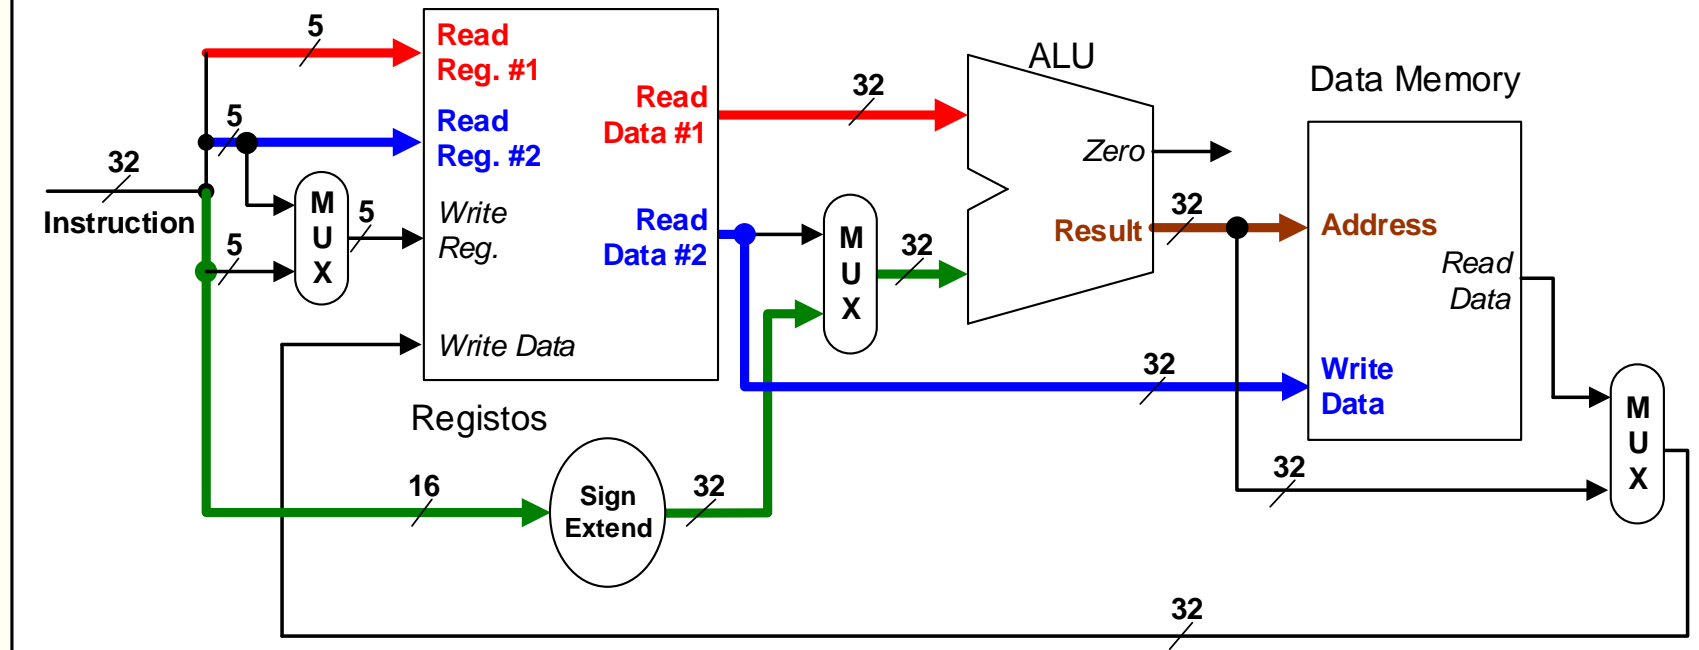 5
Read
Reg. #1
5
Read
Reg. #2
32
Instruction
M
U
X
5
5
Write
Reg.
Write Data
Read
Data #1
Read
Data #2
Registos
16
Sign
Extend
32
32
M
U
X
32
ALU
Zero
Result
32
Data Memory
Address
Read
Data
Write
Data
32
32
M
U
X
32